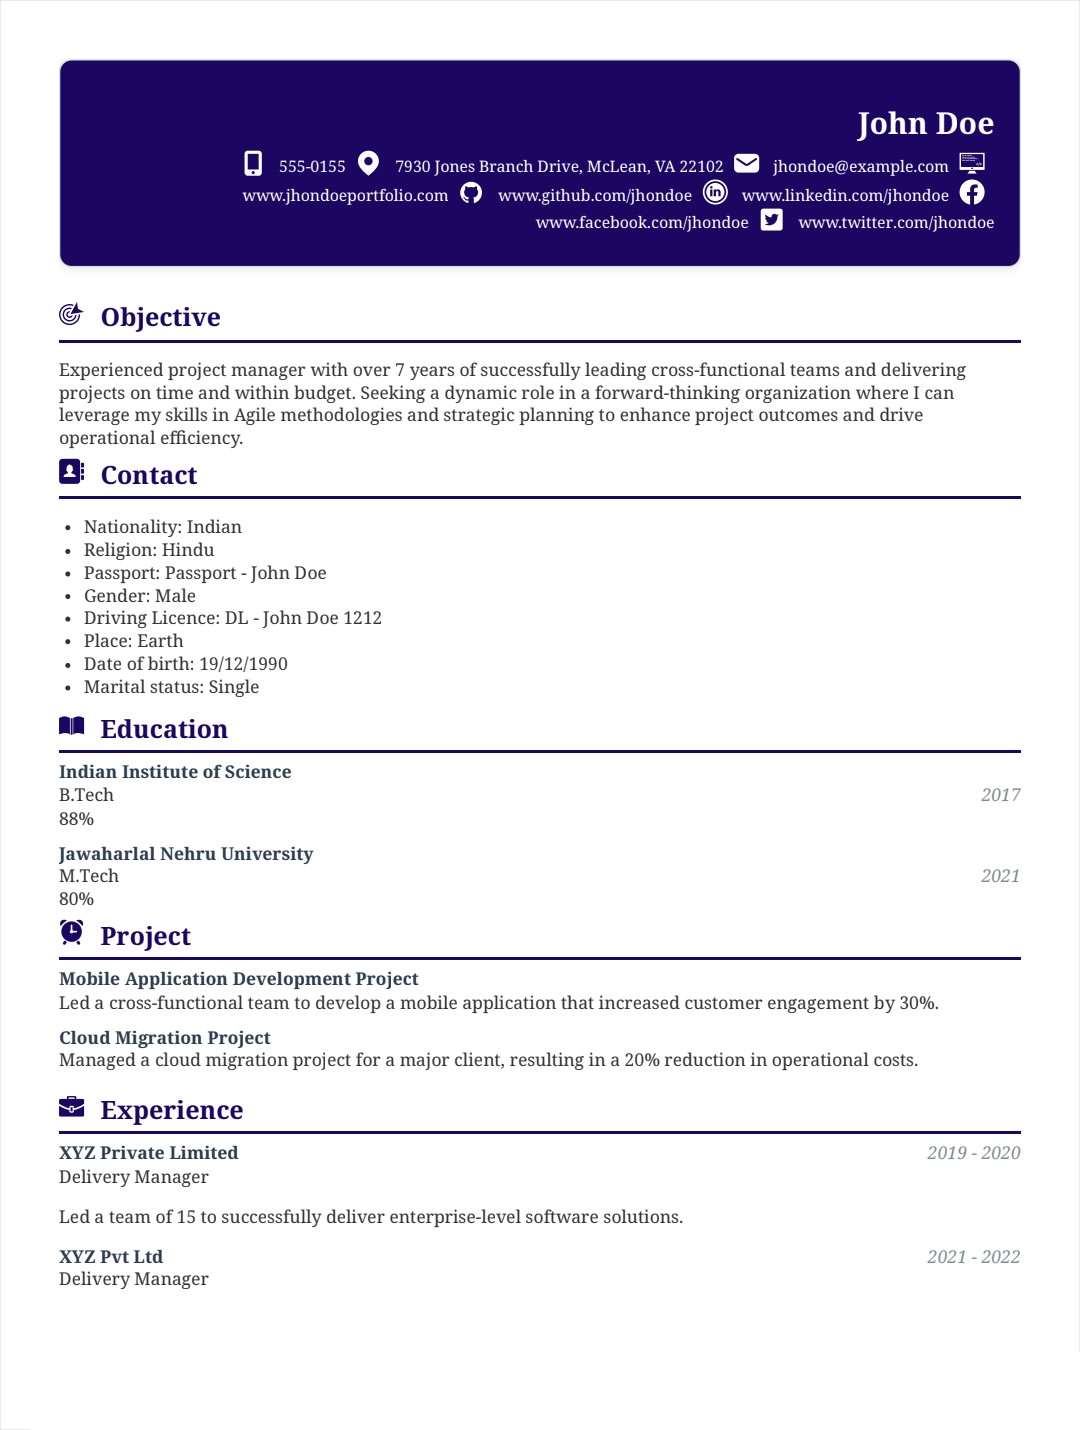 John Doe
555-0155 7930 Jones Branch Drive, McLean, VA 22102 jhondoe@example.com
www.jhondoeportfolio.com www.github.com/jhondoe www.linkedin.com/jhondoe
www.facebook.com/jhondoe www.twitter.com/jhondoe
Objective
Experienced project manager with over 7 years of successfully leading cross-functional teams and delivering
projects on time and within budget. Seeking a dynamic role in a forward-thinking organization where I can
leverage my skills in Agile methodologies and strategic planning to enhance project outcomes and drive
operational efficiency.
Contact
• Nationality: Indian
• Religion: Hindu
• Passport: Passport - John Doe
• Gender: Male
• Driving Licence: DL - John Doe 1212
• Place: Earth
• Date of birth: 19/12/1990
• Marital status: Single
Education
Indian Institute of Science
B.Tech 2017
88%
Jawaharlal Nehru University
M.Tech 2021
80%
Project
Mobile Application Development Project
Led a cross-functional team to develop a mobile application that increased customer engagement by 30%.
Cloud Migration Project
Managed a cloud migration project for a major client, resulting in a 20% reduction in operational costs.
Experience
XYZ Private Limited 2019 - 2020
Delivery Manager
Led a team of 15 to successfully deliver enterprise-level software solutions.
XYZ Pvt Ltd 2021 - 2022
Delivery Manager